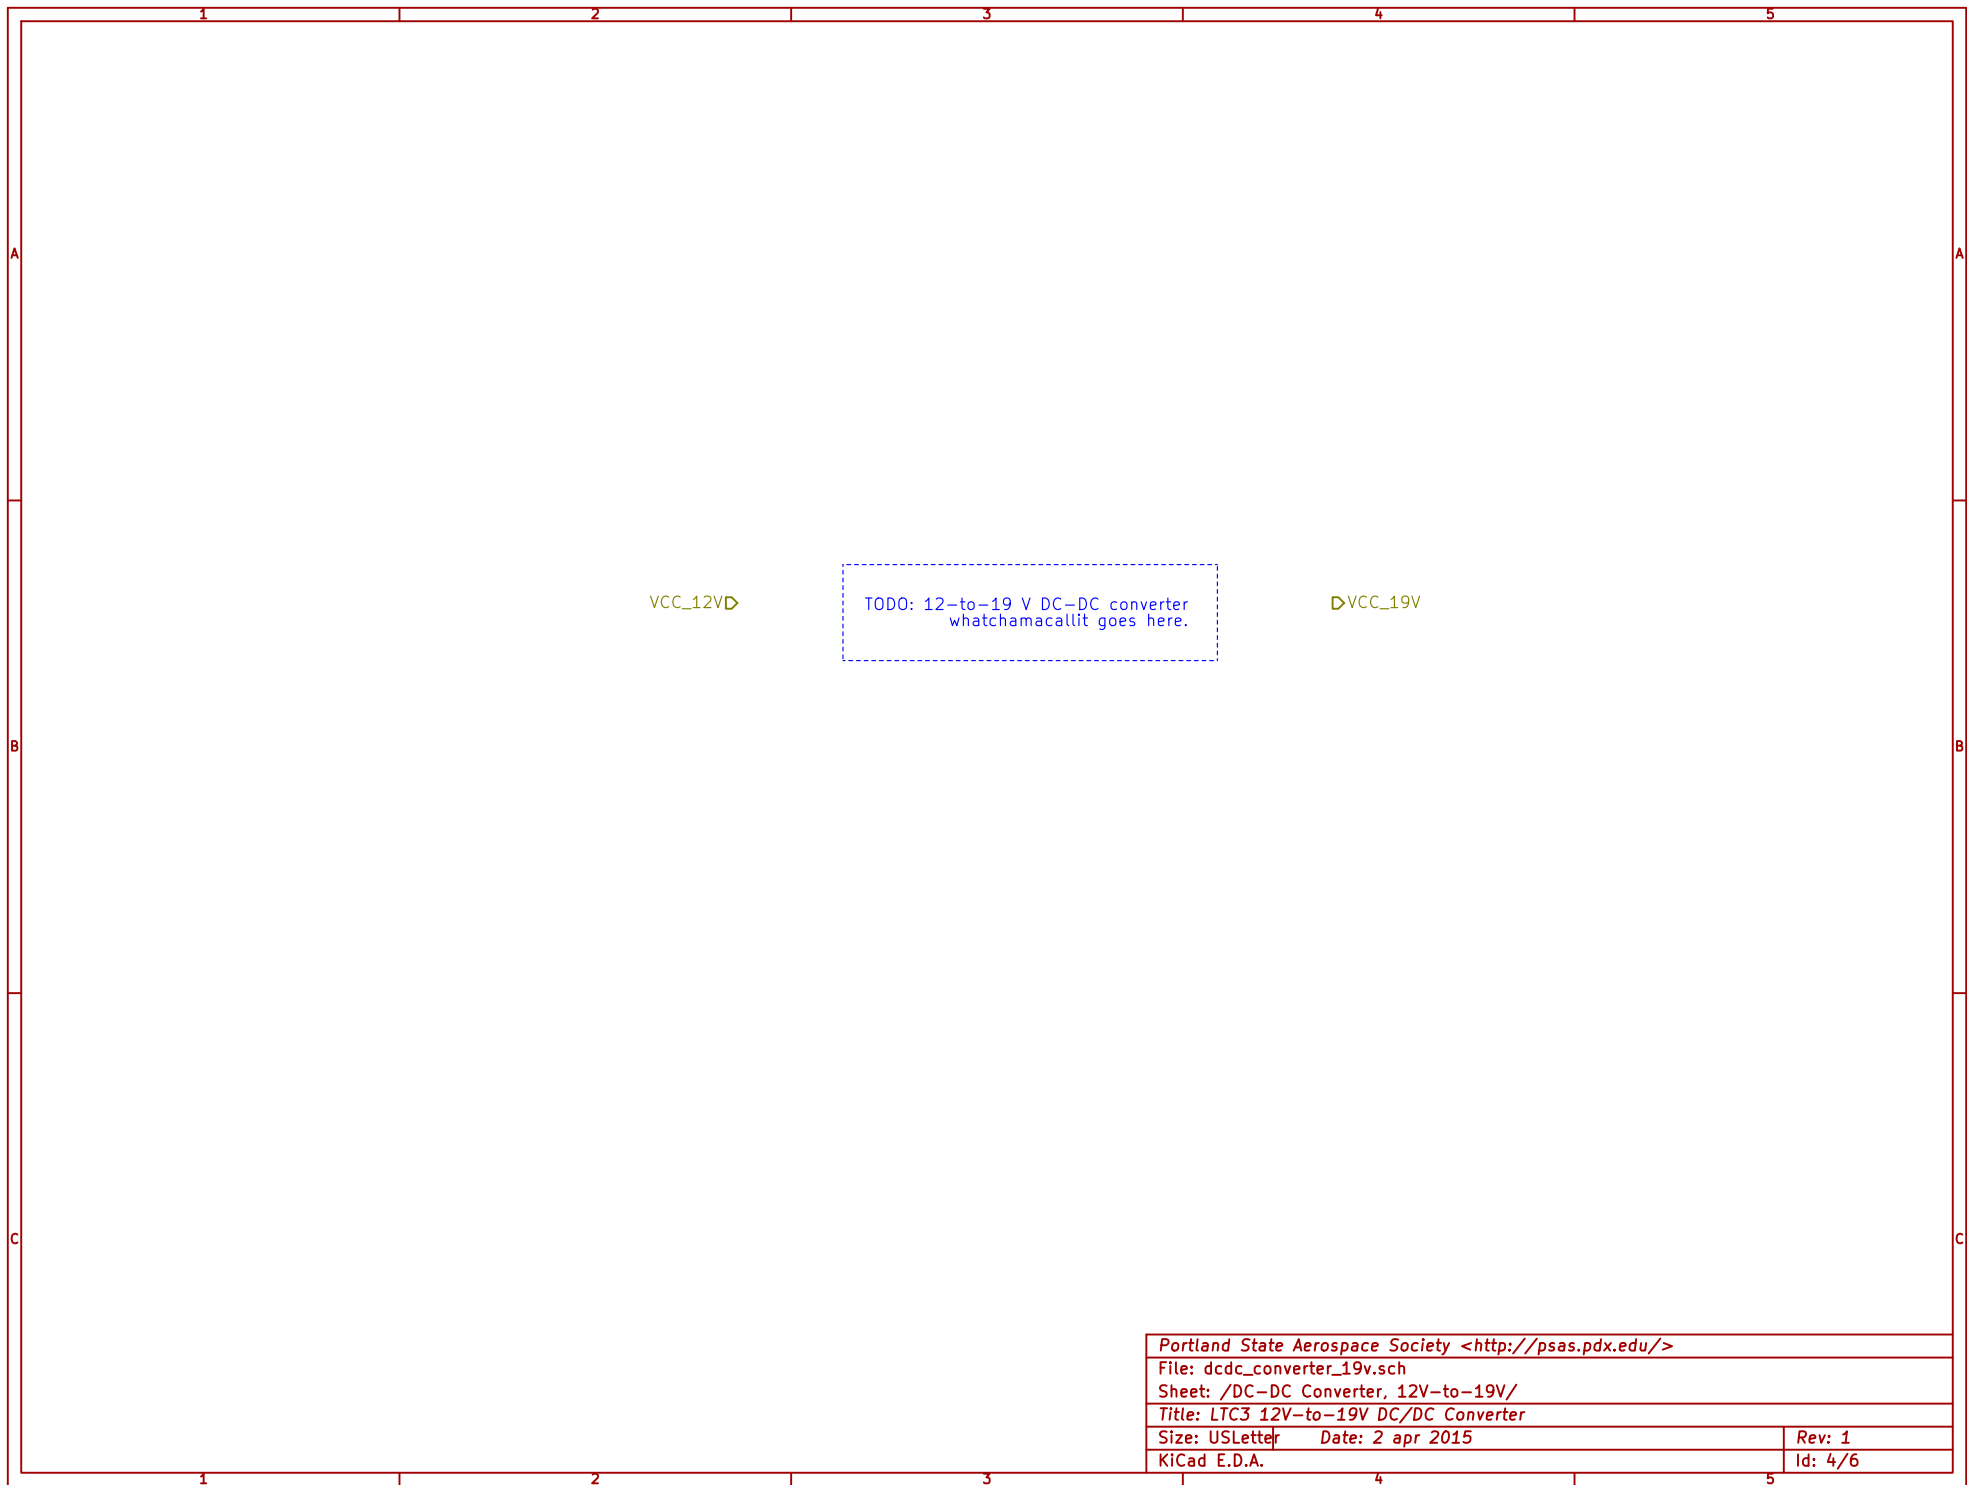 1 2 3 4 5
A A
VCC_12V TODO: 12-to-19 V DC-DC converter VCC_19V
whatchamacallit goes here.
B B
C C
Portland State Aerospace Society <http://psas.pdx.edu/>
File: dcdc_converter_19v.sch
Sheet: /DC-DC Converter, 12V-to-19V/
Title: LTC3 12V-to-19V DC/DC Converter
Size: USLetter Date: 2 apr 2015 Rev: 1
KiCad E.D.A. Id: 4/6
1 2 3 4 5